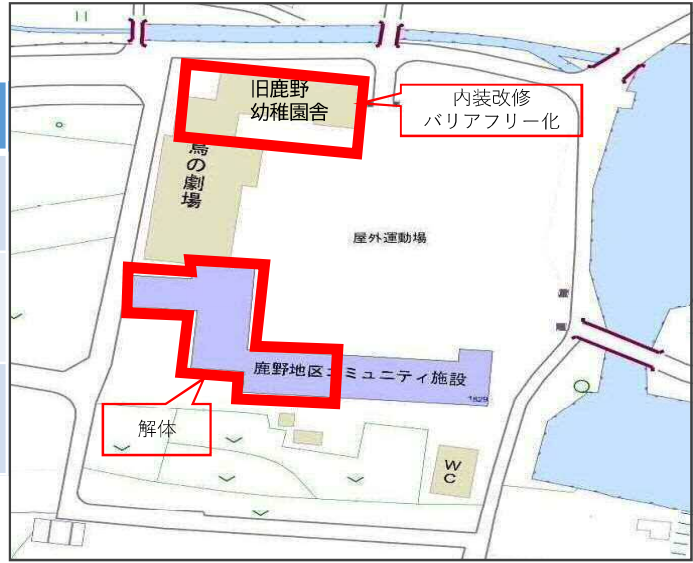 旧鹿野
幼稚園舎
内装改修
バリアフリー化
鳥の劇場
屋外運動場
鹿野地区コミュニティ施設
解体
WC